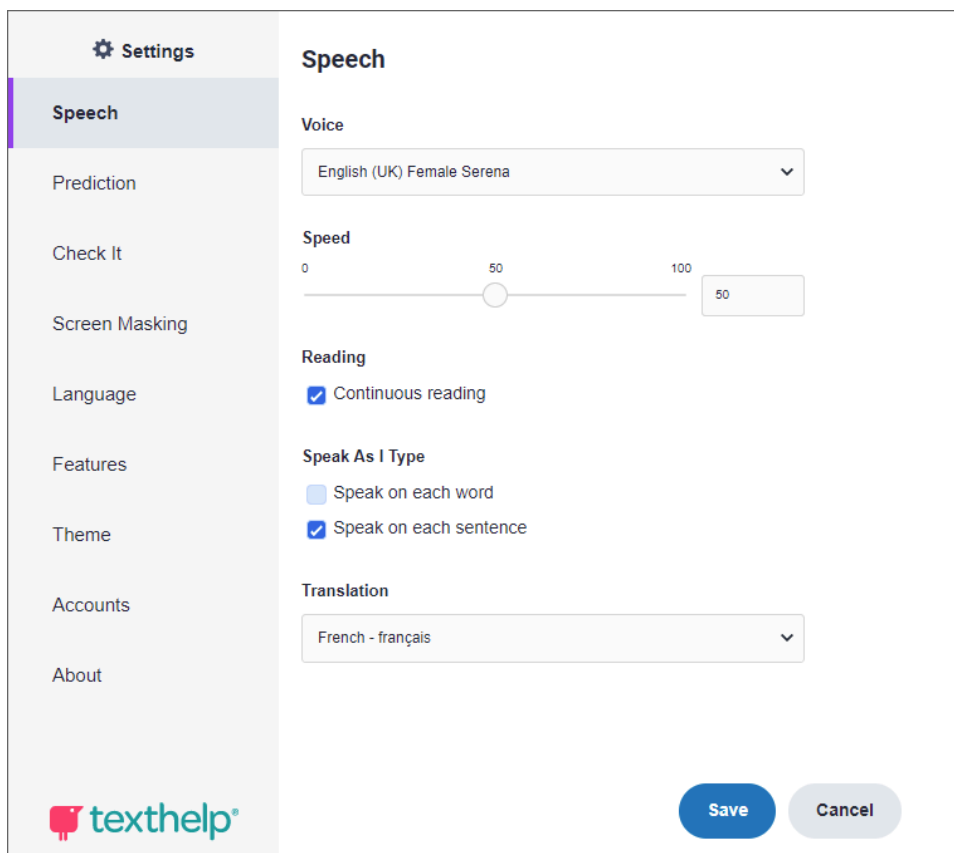 Settings
Speech
Prediction
Check It
Screen Masking
Language
Features
Theme
Accounts
About
texthelp®
Speech
Voice
English (UK) Female Serena
Speed
0 50 100
50
Reading
Continuous reading
Speak As I Type
Speak on each word
Speak on each sentence
Translation
French - français
Save Cancel